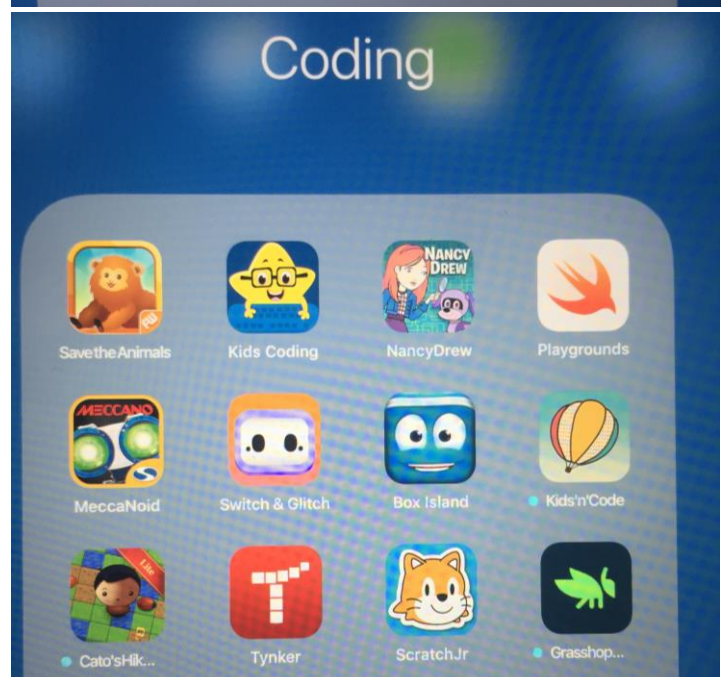 Coding
NANCY
DREW
SavetheAnimals
Kids Coding
NancyDrew
Playgrounds
MECCANO
MeccaNoid
Switch & Glitch
Box Island
Kids'n'Code
Lite
Cato'sHik...
Tynker
ScratchJr
Grasshop...